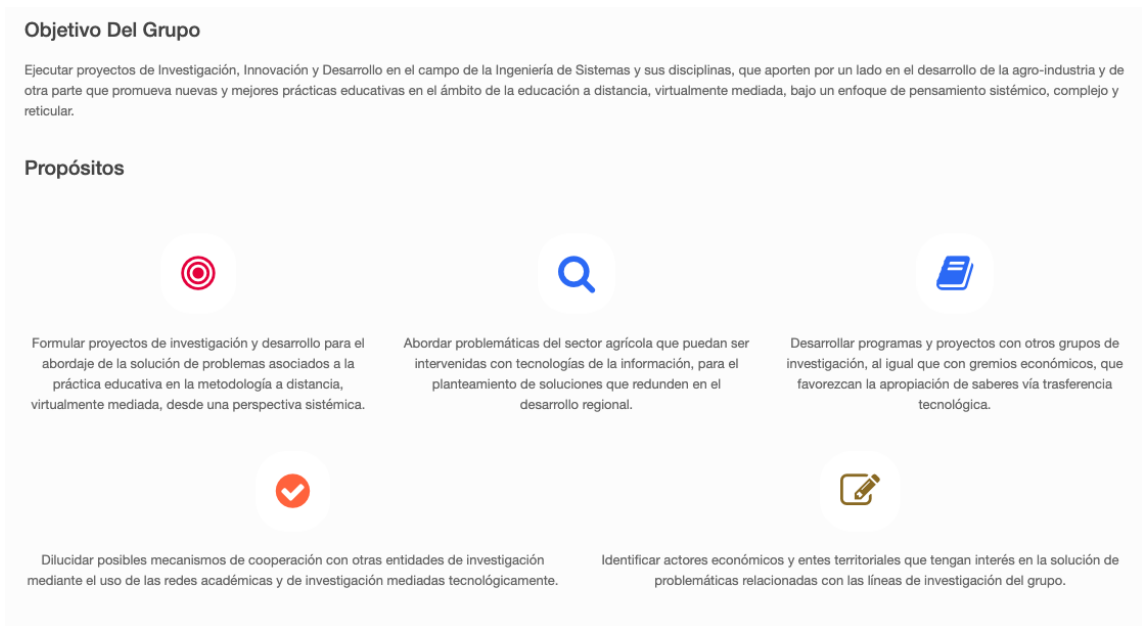 Objetivo Del Grupo
Ejecutar proyectos de Investigación, Innovación y Desarrollo en el campo de la Ingeniería de Sistemas y sus disciplinas, que aporten por un lado en el desarrollo de la agro-industria y de
otra parte que promueva nuevas y mejores prácticas educativas en el ámbito de la educación a distancia, virtualmente mediada, bajo un enfoque de pensamiento sistémico, complejo y
reticular.
Propósitos
Formular proyectos de investigación y desarrollo para el
abordaje de la solución de problemas asociados a la
práctica educativa en la metodología a distancia,
virtualmente mediada, desde una perspectiva sistémica.
Abordar problemáticas del sector agrícola que puedan ser
intervenidas con tecnologías de la información, para el
planteamiento de soluciones que redunden en el
desarrollo regional.
Desarrollar programas y proyectos con otros grupos de
investigación, al igual que con gremios económicos, que
favorezcan la apropiación de saberes vía trasferencia
tecnológica.
Dilucidar posibles mecanismos de cooperación con otras entidades de investigación
mediante el uso de las redes académicas y de investigación mediadas tecnológicamente.
Identificar actores económicos y entes territoriales que tengan interés en la solución de
problemáticas relacionadas con las líneas de investigación del grupo.